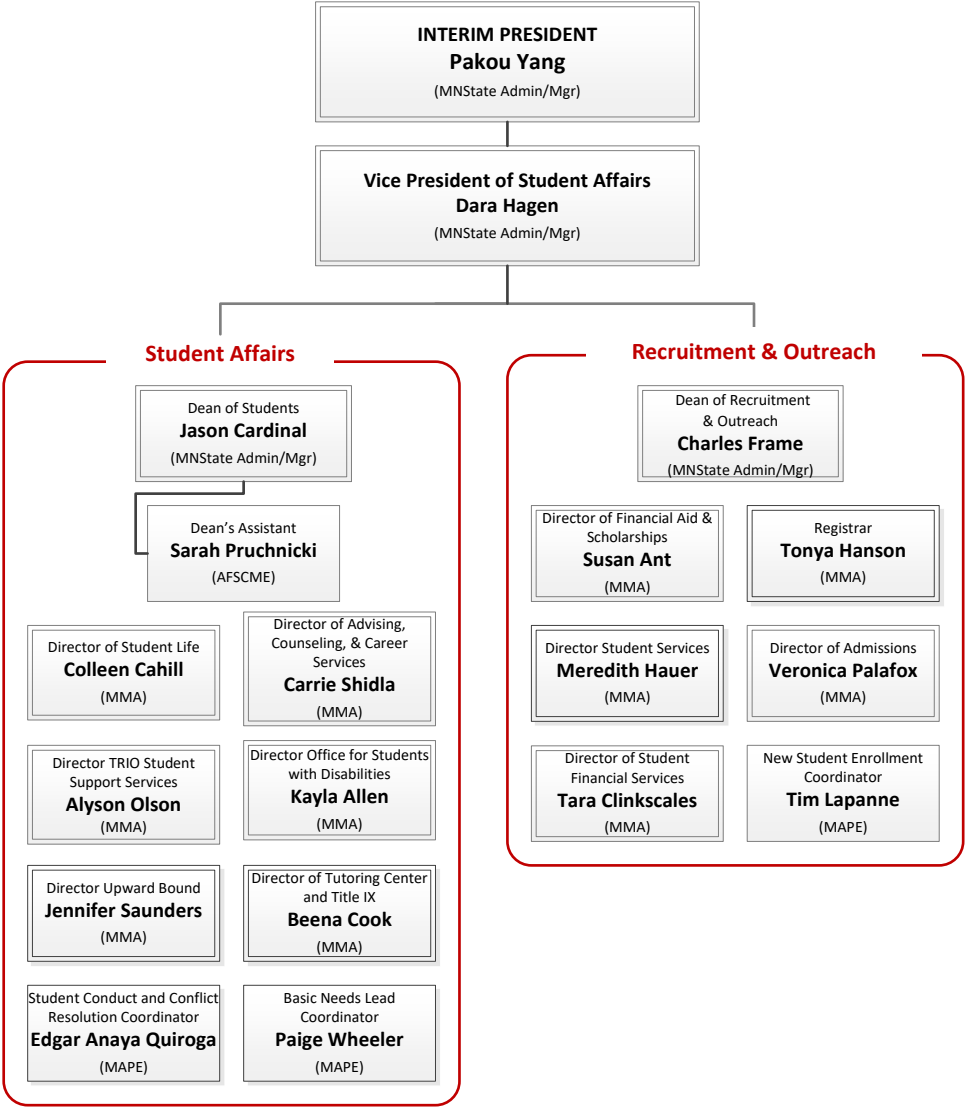 INTERIM PRESIDENT
Pakou Yang
(MNState Admin/Mgr)
Vice President of Student Affairs
Dara Hagen
(MNState Admin/Mgr)
Student Affairs
Dean of Students
Jason Cardinal
(MNState Admin/Mgr)
Dean’s Assistant
Sarah Pruchnicki
(AFSCME)
Director of Student Life
Colleen Cahill
(MMA)
Director of Advising,
Counseling, & Career
Services
Carrie Shidla
(MMA)
Director TRIO Student
Support Services
Alyson Olson
(MMA)
Director Office for Students
with Disabilities
Kayla Allen
(MMA)
Director Upward Bound
Jennifer Saunders
(MMA)
Director of Tutoring Center
and Title IX
Beena Cook
(MMA)
Student Conduct and Conflict
Resolution Coordinator
Edgar Anaya Quiroga
(MAPE)
Basic Needs Lead
Coordinator
Paige Wheeler
(MAPE)
Recruitment & Outreach
Dean of Recruitment
& Outreach
Charles Frame
(MNState Admin/Mgr)
Director of Financial Aid &
Scholarships
Susan Ant
(MMA)
Registrar
Tonya Hanson
(MMA)
Director Student Services
Meredith Hauer
(MMA)
Director of Admissions
Veronica Palafox
(MMA)
Director of Student
Financial Services
Tara Clinkscales
(MMA)
New Student Enrollment
Coordinator
Tim Lapanne
(MAPE)